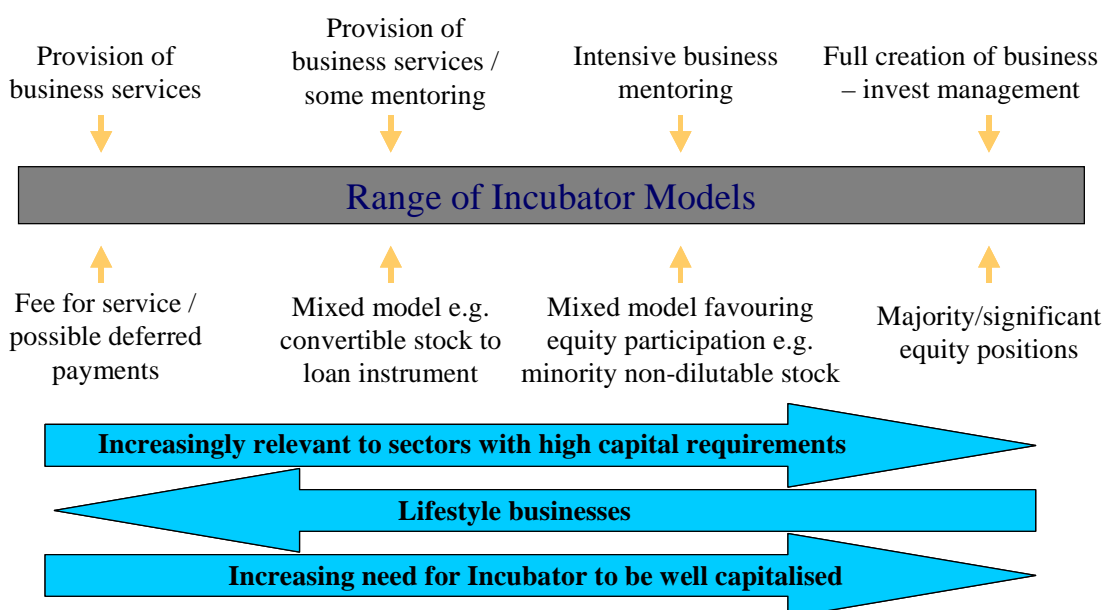 Provision of
business services
Provision of
business services /
some mentoring
Intensive business
mentoring
Full creation of business
– invest management
Range of Incubator Models
Fee for service /
possible deferred
payments
Mixed model e.g.
convertible stock to
loan instrument
Mixed model favouring
equity participation e.g.
minority non-dilutable stock
Majority/significant
equity positions
Increasingly relevant to sectors with high capital requirements
Lifestyle businesses
Increasing need for Incubator to be well capitalised